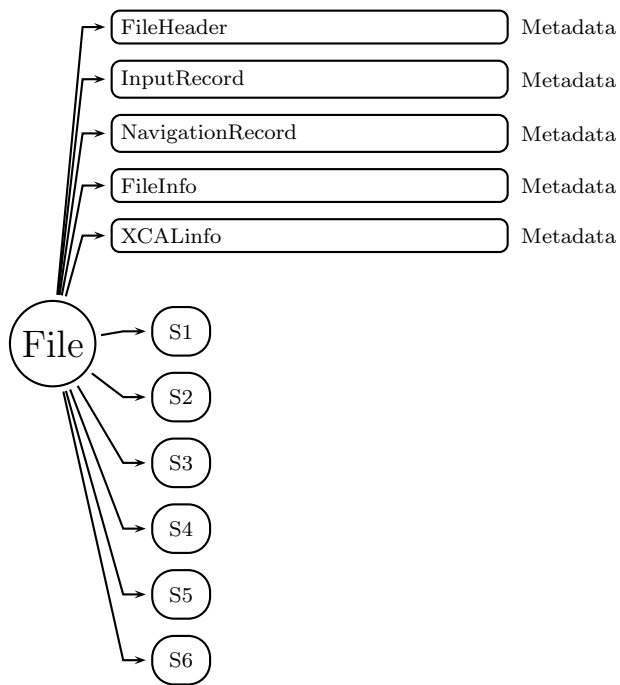 FileHeader Metadata
InputRecord Metadata
NavigationRecord Metadata
FileInfo Metadata
XCALinfo Metadata
File
S1
S2
S3
S4
S5
S6